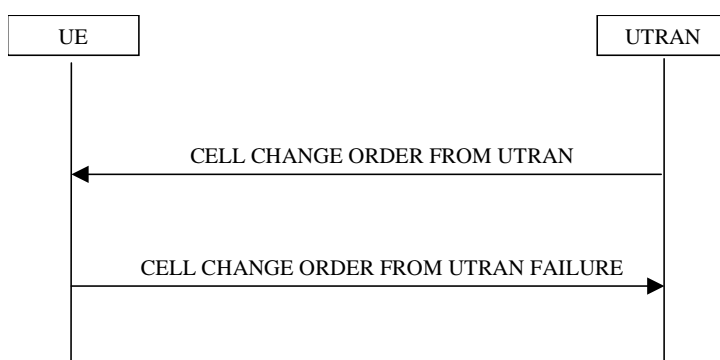 UE
UTRAN
CELL CHANGE ORDER FROM UTRAN
CELL CHANGE ORDER FROM UTRAN FAILURE